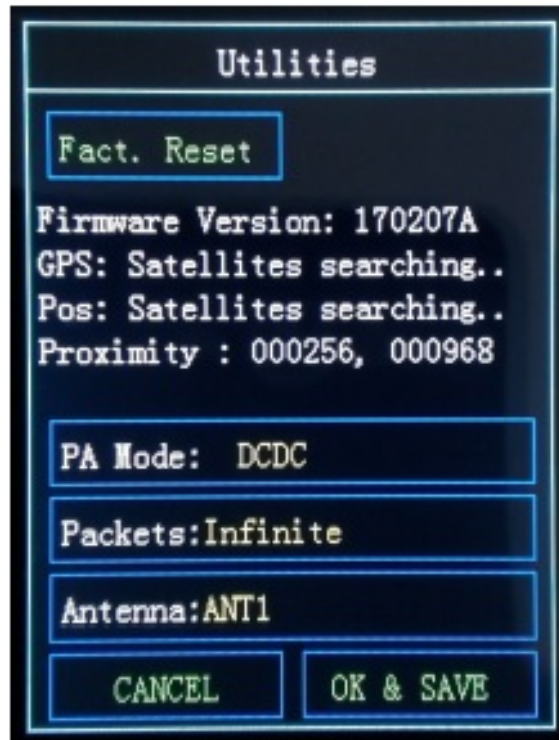 Utilities
Fact. Reset
Firmware Version: 170207A
GPS: Satellites searching..
Pos: Satellites searching..
Proximity : 000256, 000968
PA Mode: DCDC
Packets:Infinite
Antenna:ANT1
CANCEL OK & SAVE